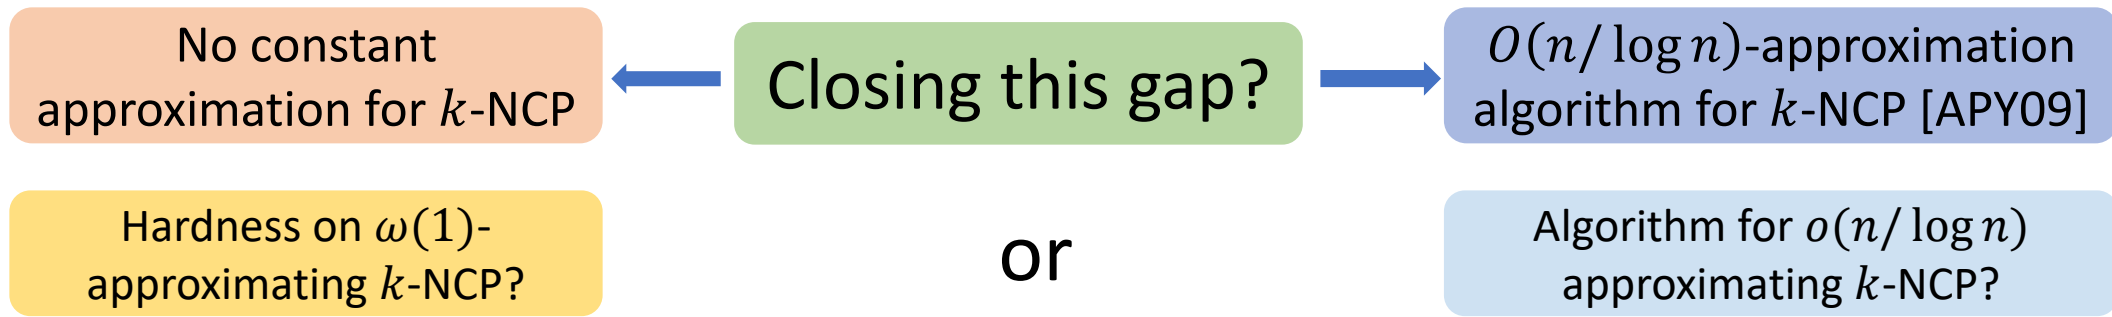 No constant
approximation for k-NCP
Closing this gap?
O(n/ log n)-approximation
algorithm for k-NCP [APY09]
Hardness on ω(1)-
approximating k-NCP?
or
Algorithm for o(n/ log n)
approximating k-NCP?